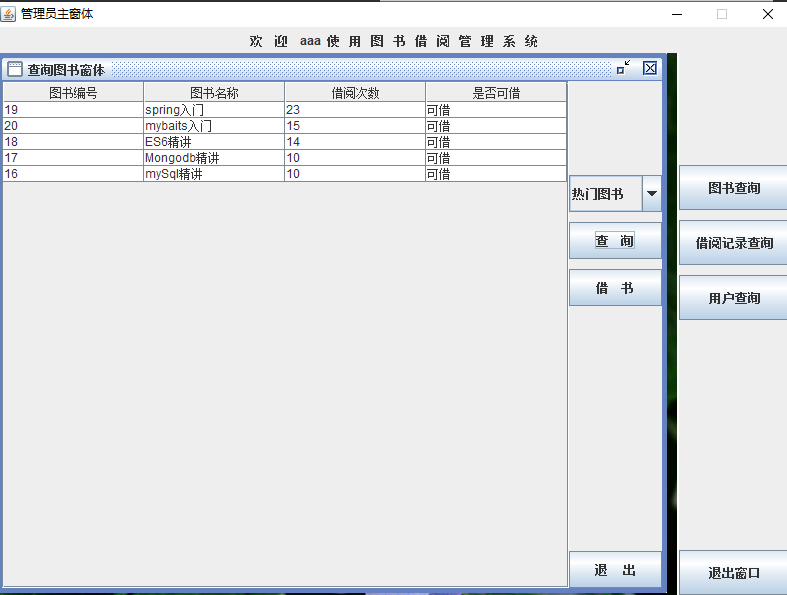 管理员主窗体
欢 迎 aaa 使 用 图 书 借 阅 管 理 系 统
查询图书窗体
图书编号 图书名称 借阅次数 是否可借
19 spring入门 23 可借
20 mybaits入门 15 可借
18 ES6精讲 14 可借
17 Mongodb精讲 10 可借
16 mySql精讲 10 可借
热门图书
查 询
借 书
退 出
图书查询
借阅记录查询
用户查询
退出窗口